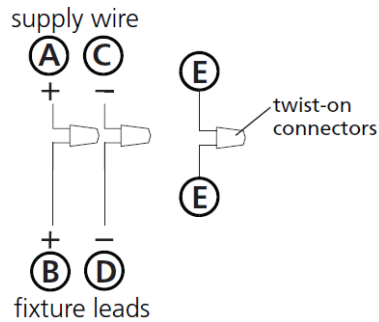 supply wire
A C
+ −
E
twist-on
connectors
E
+ −
B D
fixture leads